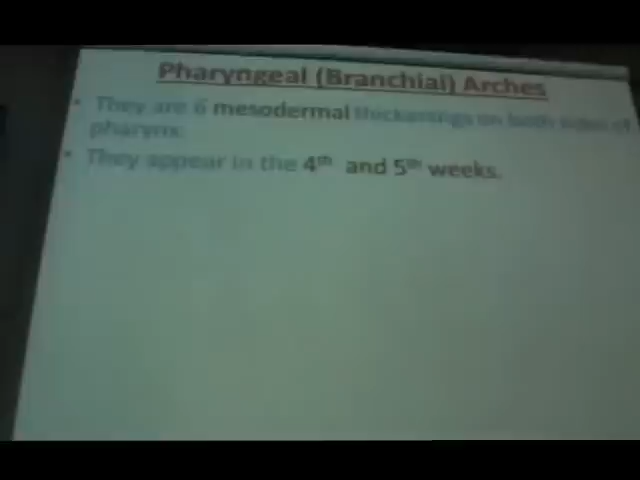 Pharyngeal (Branchial) Arches
• They are 6 mesodermal thickenings on both sides of
pharynx.
• They appear in the 4th and 5th weeks.